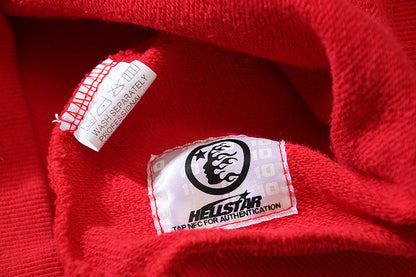 WASH SEPARATELY
PROFESSIONAL
HELLSTAR
TAP NFC FOR AUTHENTICATION